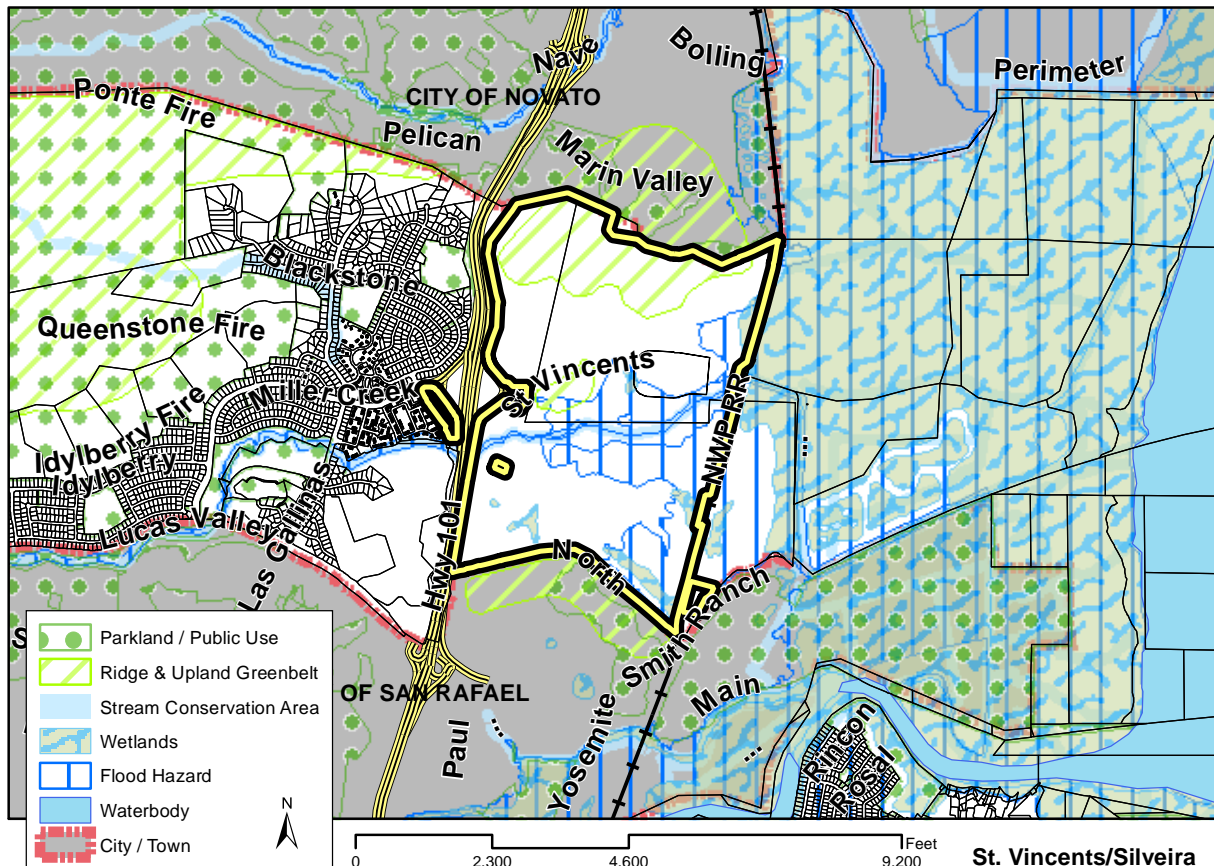 Nave
Bolling
Perimeter
Ponte Fire
CITY OF NOVATO
Pelican
Marin Valley
Blackstone
Queenstone Fire
St. Vincents
Miller Creek
Idylberry Fire
Idylberry
N.W.P.RR
...
Lucas Valley
Las Gallinas
Hwy 101
North
Smith Ranch
OF SAN RAFAEL
Main
Paul
...
Yosemite
...
Rincon
Rosal
Parkland / Public Use
Ridge & Upland Greenbelt
Stream Conservation Area
Wetlands
Flood Hazard
Waterbody
City / Town
N
Feet
0 2,300 4,600 9,200
St. Vincents/Silveira